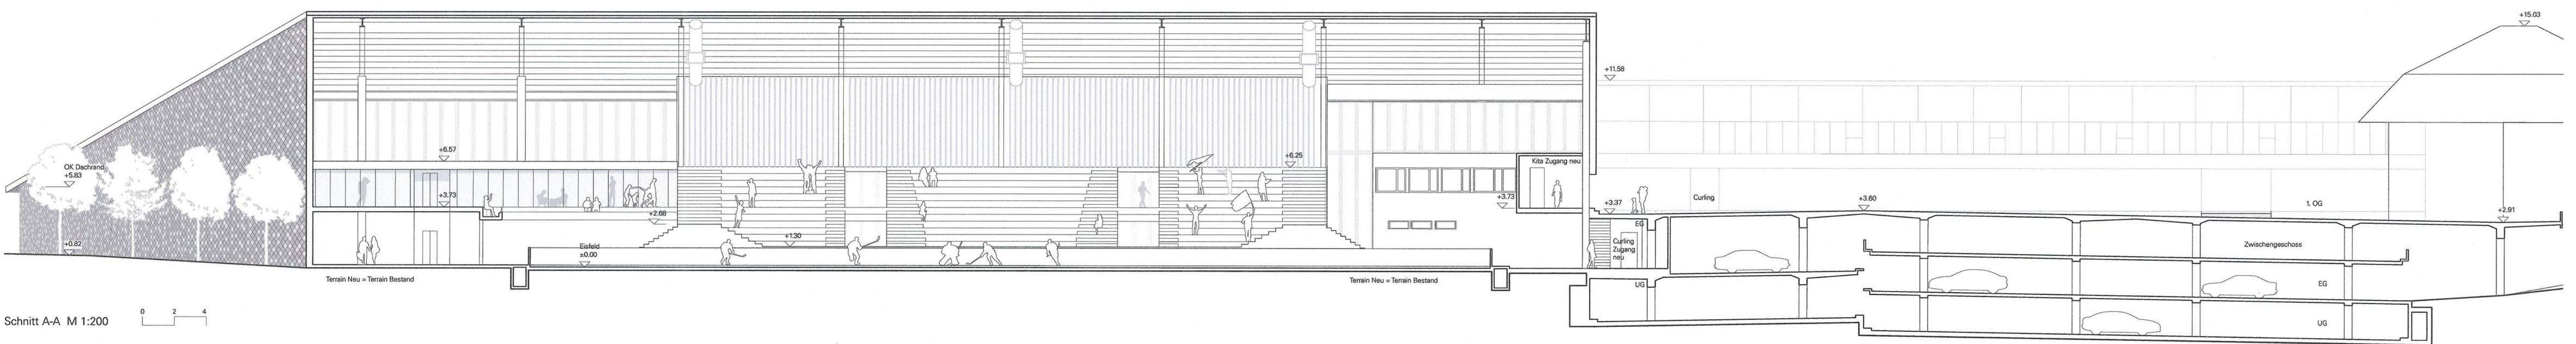 +15.03
+11.58
OK Dachrand
+5.83
+0.82
+6.57
+3.73
+2.68
Eisfeld
±0.00
+1.30
+6.25
Kita Zugang neu
+3.73
+3.37
EG
Curling
Zugang
neu
UG
Curling
+3.60
1. OG
+2.91
Zwischengeschoss
EG
UG
Terrain Neu = Terrain Bestand
Terrain Neu = Terrain Bestand
Schnitt A-A M 1:200
0 2 4